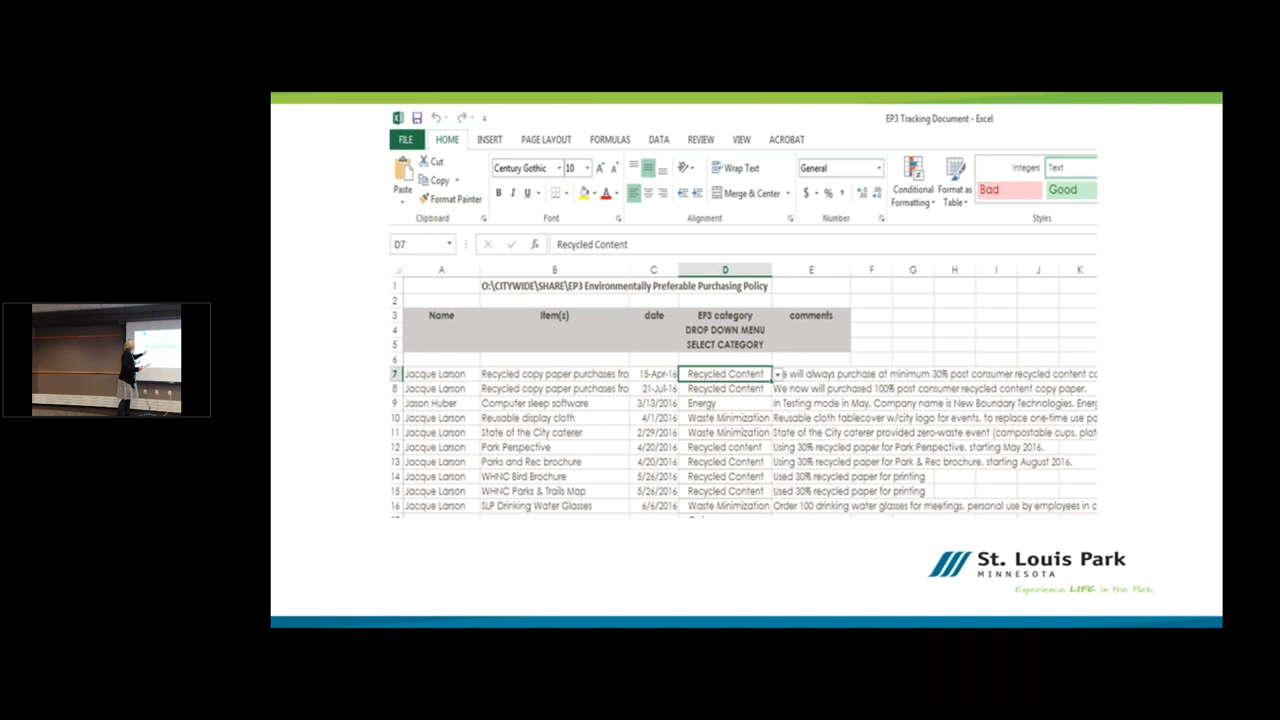 EP3 Tracking Document - Excel
FILE HOME INSERT PAGE LAYOUT FORMULAS DATA REVIEW VIEW ACROBAT
Paste
Cut
Copy
Format Painter
Clipboard
Century Gothic 10
B I U
Font
Wrap Text
Merge & Center
Alignment
General
$ % ,
Number
Conditional Formatting
Format as Table
Integers Text
Bad Good
Styles
D7 fx Recycled Content
A B C D E F G H I J K
1 O:\CITYWIDE\SHARE\EP3 Environmentally Preferable Purchasing Policy
2
3 Name Item(s) date EP3 category comments
4 DROP DOWN MENU
5 SELECT CATEGORY
6
7 Jacque Larson Recycled copy paper purchases fro 15-Apr-16 Recycled Content e will always purchase at minimum 30% post consumer recycled content co
8 Jacque Larson Recycled copy paper purchases fro 21-Jul-16 Recycled Content We now will purchased 100% post consumer recycled content copy paper.
9 Jason Huber Computer sleep software 3/13/2016 Energy In Testing mode in May, Company name is New Boundary Technologies. Energ
10 Jacque Larson Reusable display cloth 4/1/2016 Waste Minimization Reusable cloth tablecover w/city logo for events, to replace one-time use po
11 Jacque Larson State of the City caterer 2/29/2016 Waste Minimization State of the City caterer provided zero-waste event (compostable cups, plat
12 Jacque Larson Park Perspective 4/20/2016 Recycled content Using 30% recycled paper for Park Perspective, starting May 2016.
13 Jacque Larson Parks and Rec brochure 4/20/2016 Recycled Content Using 30% recycled paper for Park & Rec brochure, starting August 2016.
14 Jacque Larson WHNC Bird Brochure 5/26/2016 Recycled Content Used 30% recycled paper for printing
15 Jacque Larson WHNC Parks & Trails Map 5/26/2016 Recycled Content Used 30% recycled paper for printing
16 Jacque Larson SLP Drinking Water Glasses 6/6/2016 Waste Minimization Order 100 drinking water glasses for meetings, personal use by employees in c
St. Louis Park
MINNESOTA
Experience LIFE in the Park.